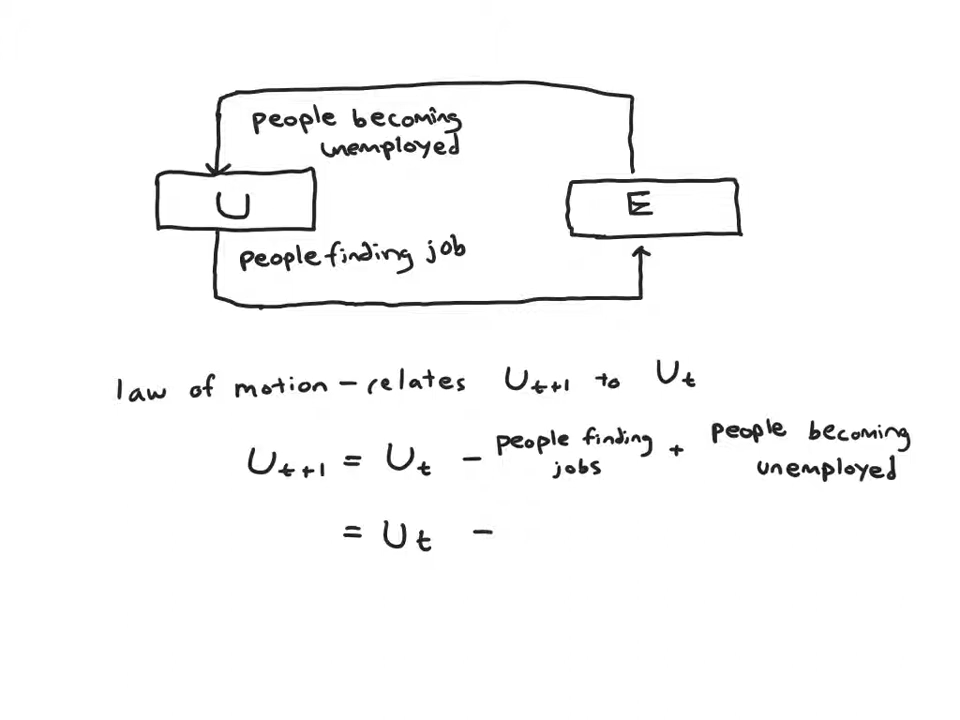 people becoming
unemployed
U
E
people finding job
law of motion – relates U_{t+1} to U_t
U_{t+1} = U_t – people finding jobs + people becoming unemployed
= U_t –